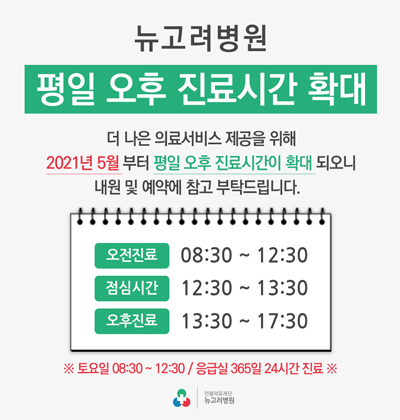 뉴고려병원
평일 오후 진료시간 확대
더 나은 의료서비스 제공을 위해
2021년 5월 부터 평일 오후 진료시간이 확대 되오니
내원 및 예약에 참고 부탁드립니다.
오전진료 08:30 ~ 12:30
점심시간 12:30 ~ 13:30
오후진료 13:30 ~ 17:30
※ 토요일 08:30 ~ 12:30 / 응급실 365일 24시간 진료 ※
인봉의료재단
뉴고려병원